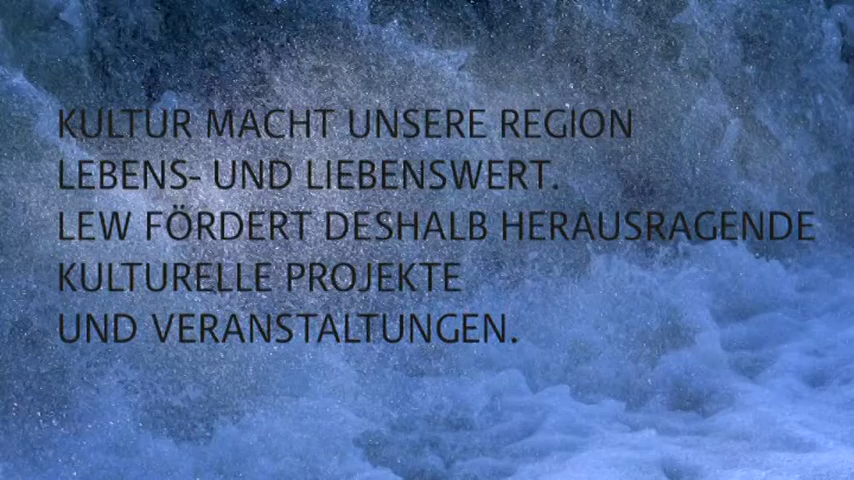 KULTUR MACHT UNSERE REGION
LEBENS- UND LIEBENSWERT.
LEW FÖRDERT DESHALB HERAUSRAGENDE
KULTURELLE PROJEKTE
UND VERANSTALTUNGEN.